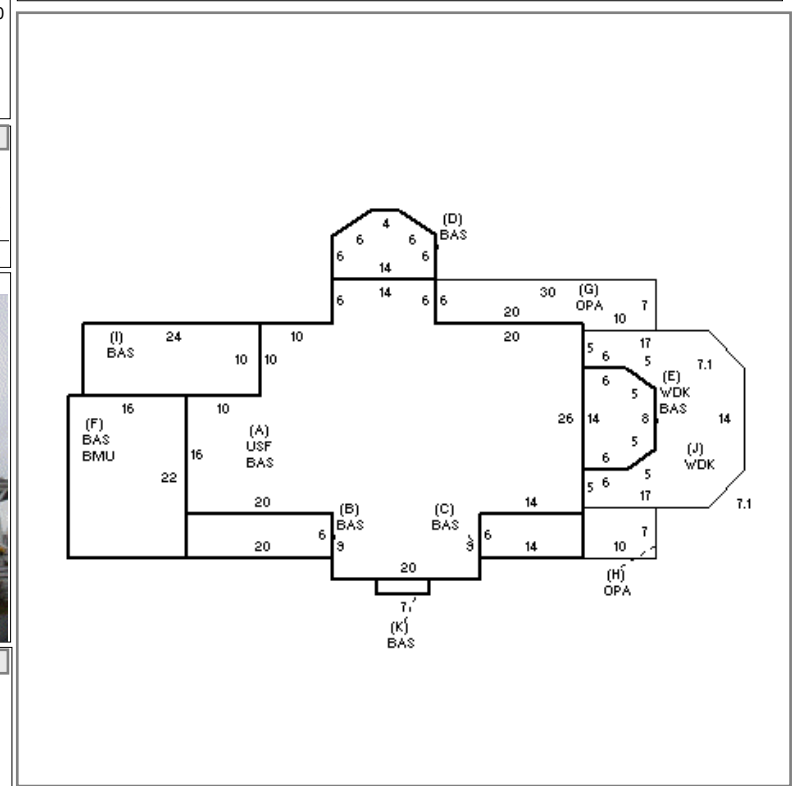 0
4
(D)
BAS
6 6
6 6
14
6 14 6 6
30 (G)
OPA
7
20 10
24 10 20
(I)
BAS
10 10
5 17
6 5 7.1
(E)
WDK
BAS
6
5
16 10
(F)
BAS
BMU
(A)
USF
BAS
16
22
26 14 8 14
5
(J)
WDK
6 5
5 6 17
7.1
20 14
(B)
BAS
(C)
BAS
6 9 9 6
20 14
7
10
20
(H)
OPA
7
(K)
BAS